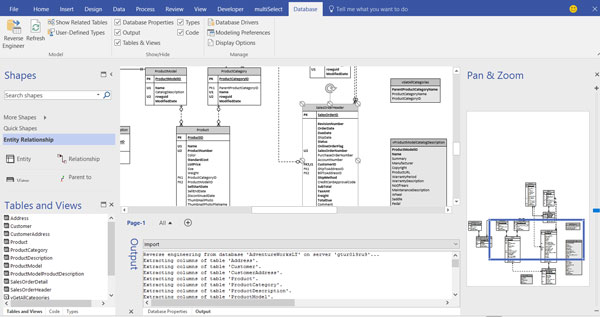 File Home Insert Design Data Process Review View Developer multiSelect Database Tell me what you want to do
Reverse Engineer
Refresh
Show Related Tables
User-Defined Types
Model
Database Properties
Output
Tables & Views
Types
Code
Show/Hide
Database Drivers
Modeling Preferences
Display Options
Manage
Shapes
Search shapes
More Shapes
Quick Shapes
Entity Relationship
Entity
Relationship
Views
Parent to
Tables and Views
Address
Customer
CustomerAddress
Product
ProductCategory
ProductDescription
ProductModel
ProductModelProductDescription
SalesOrderDetail
SalesOrderHeader
vGetAllCategories
Tables and Views Code Types
ProductModel
PK ProductModelID
Name
CatalogDescription
rowguid
ModifiedDate
ProductCategory
PK ProductCategoryID
ParentProductCategoryID
Name
rowguid
ModifiedDate
rowguid
ModifiedDate
Product
PK ProductID
Name
ProductNumber
Color
StandardCost
ListPrice
Size
Weight
ProductCategoryID
ProductModelID
SellStartDate
SellEndDate
DiscontinuedDate
ThumbNailPhoto
SalesOrderHeader
PK SalesOrderID
RevisionNumber
OrderDate
DueDate
ShipDate
Status
OnlineOrderFlag
SalesOrderNumber
PurchaseOrderNumber
AccountNumber
CustomerID
ShipToAddressID
BillToAddressID
ShipMethod
CreditCardApprovalCode
SubTotal
TaxAmt
Freight
TotalDue
Comment
vGetAllCategories
ParentProductCategoryName
ProductCategoryName
ProductCategoryID
vProductModelCatalogDescription
ProductModelID
Name
Summary
Manufacturer
Copyright
ProductURL
WarrantyPeriod
WarrantyDescription
NoOfYears
MaintenanceDescription
Wheel
Saddle
Pedal
Page-1 All
Output
Import
Reverse engineering from database 'AdventureWorksLT' on server
Extracting columns of table 'Address'.
Extracting columns of table 'Customer'.
Extracting columns of table 'CustomerAddress'.
Extracting columns of table 'Product'.
Extracting columns of table 'ProductCategory'.
Extracting columns of table 'ProductDescription'.
Extracting columns of table 'ProductModel'.
Database Properties Output
Pan & Zoom